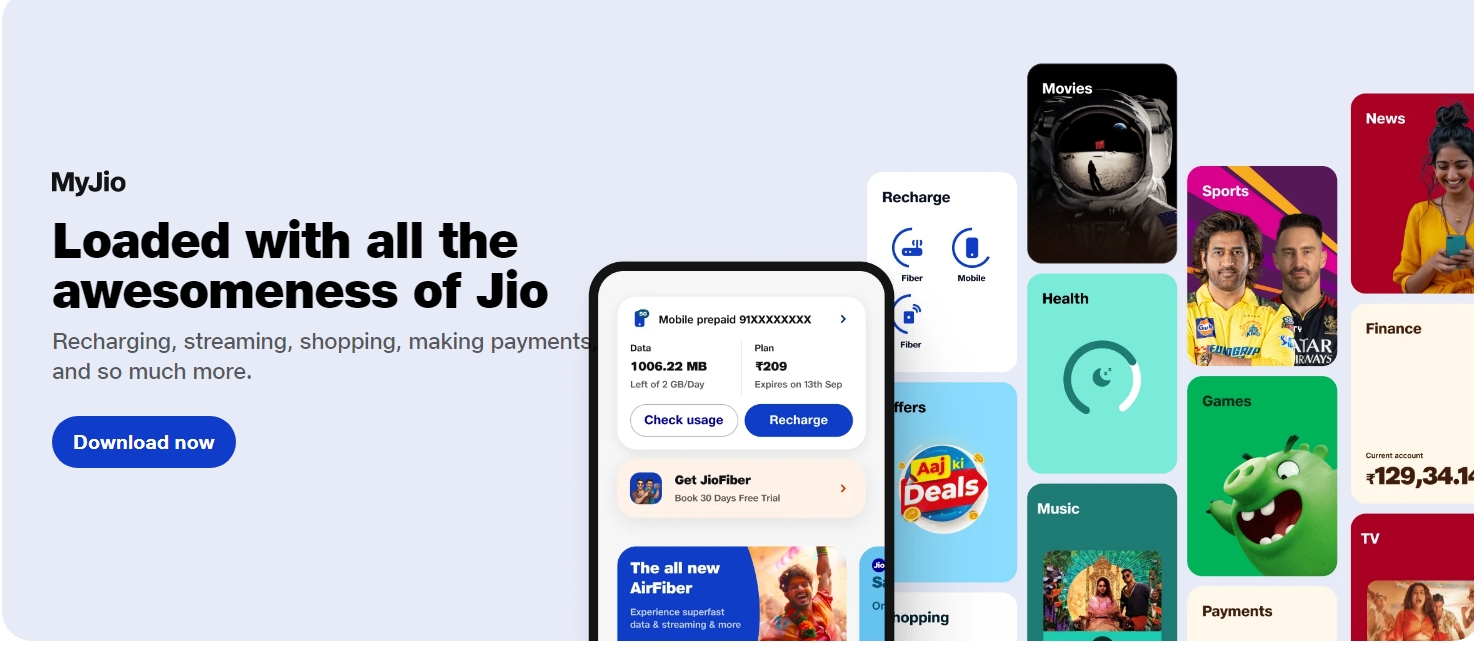 MyJio
Loaded with all the
awesomeness of Jio
Recharging, streaming, shopping, making payments,
and so much more.
Download now
Mobile prepaid 91XXXXXXXX
Data
1006.22 MB
Left of 2 GB/Day
Plan
₹209
Expires on 13th Sep
Check usage
Recharge
Get JioFiber
Book 30 Days Free Trial
The all new
AirFiber
Experience superfast
data & streaming & more
Jio
Recharge
Fiber
Mobile
Fiber
ffers
Aaj ki
Deals
hopping
Movies
Health
Music
Sports
Gulf
EUROGRIP
Games
Payments
News
Finance
Current account
₹129,34.14
TV